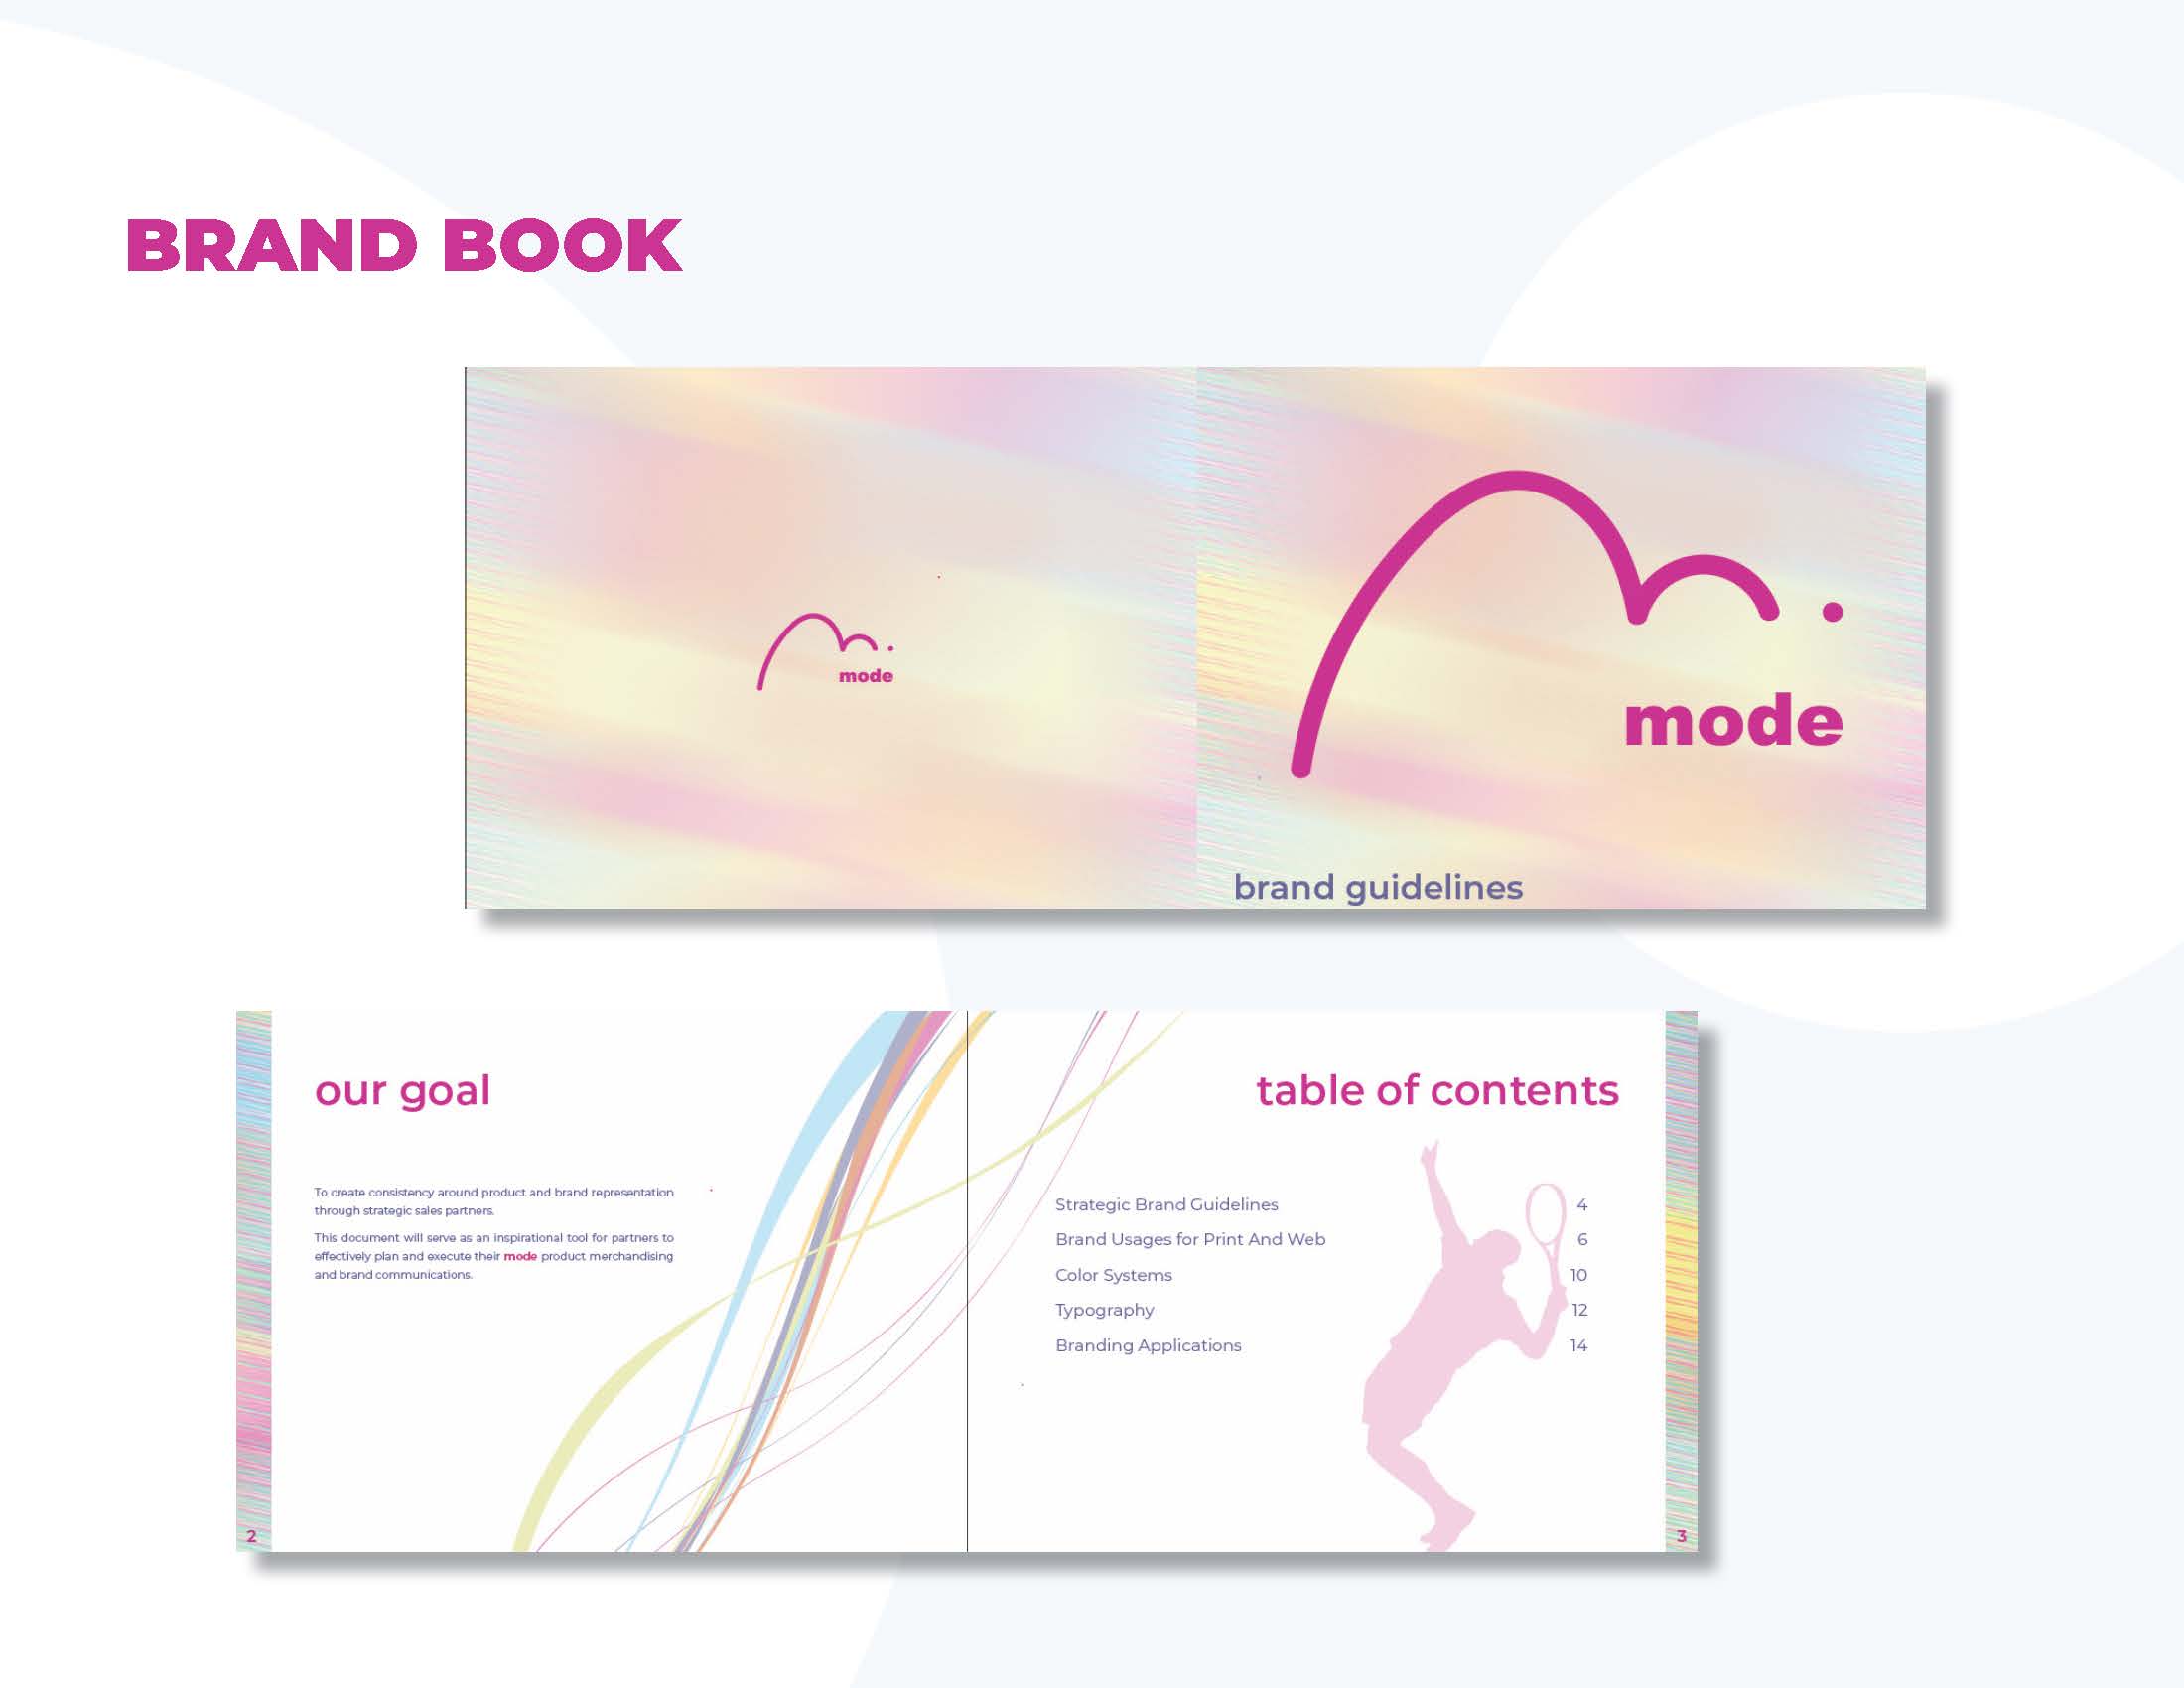 BRAND BOOK
mode
mode
brand guidelines
our goal
To create consistency around product and brand representation
through strategic sales partners.
This document will serve as an inspirational tool for partners to
effectively plan and execute their mode product merchandising
and brand communications.
2
table of contents
Strategic Brand Guidelines 4
Brand Usages for Print And Web 6
Color Systems 10
Typography 12
Branding Applications 14
3